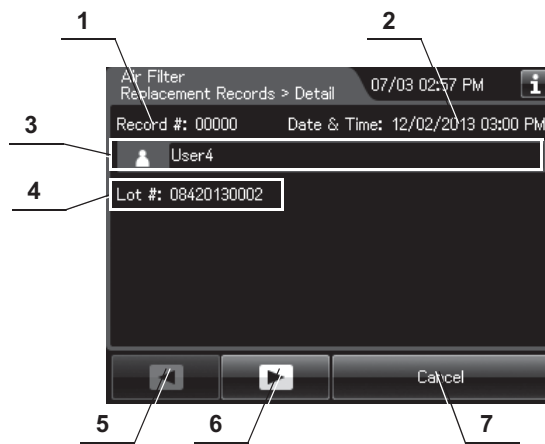 1 2
Air Filter
Replacement Records > Detail 07/03 02:57 PM i
Record #: 00000 Date & Time: 12/02/2013 03:00 PM
3
User4
4
Lot #: 08420130002
Cancel
5 6 7